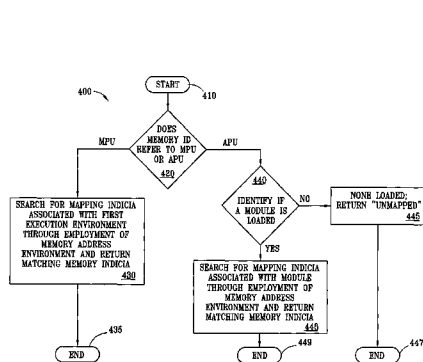 400
START
410
DOES
MEMORY ID
REFER TO MPU
OR APU
420
MPU
APU
SEARCH FOR MAPPING INDICIA
ASSOCIATED WITH FIRST
EXECUTION ENVIRONMENT
THROUGH EMPLOYMENT OF
MEMORY ADDRESS
ENVIRONMENT AND RETURN
MATCHING MEMORY INDICIA
430
440
IDENTIFY IF
A MODULE IS
LOADED
NO
YES
NONE LOADED;
RETURN "UNMAPPED"
445
SEARCH FOR MAPPING INDICIA
ASSOCIATED WITH MODULE
THROUGH EMPLOYMENT OF
MEMORY ADDRESS
ENVIRONMENT AND RETURN
MATCHING MEMORY INDICIA
END
435
END
449
END
447